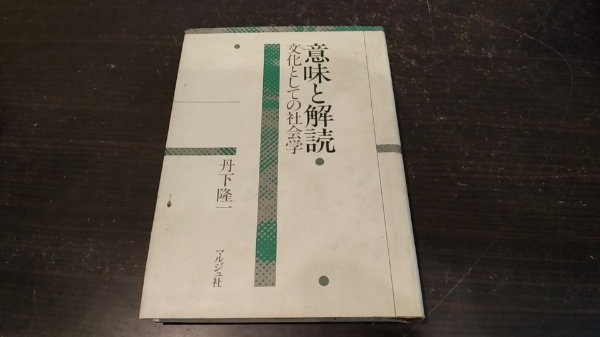 意味と解読
文化としての社会学
丹下隆一
マルジュ社